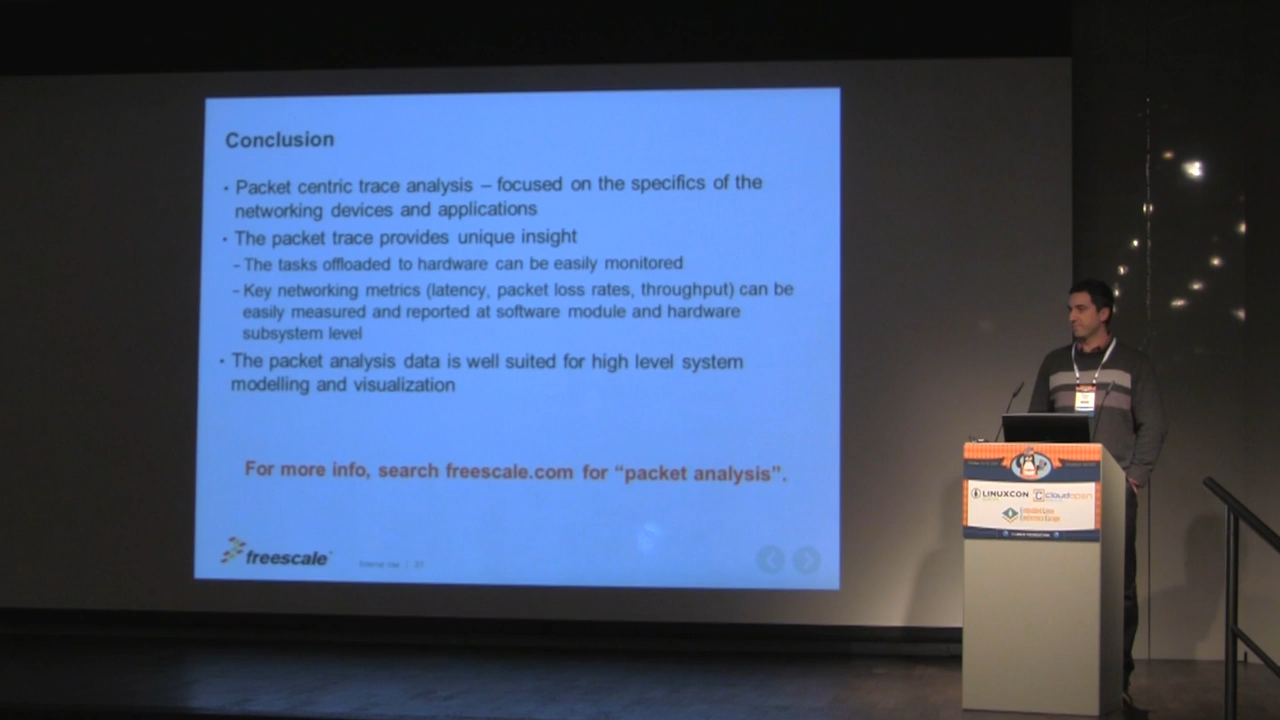 Conclusion
• Packet centric trace analysis – focused on the specifics of the
networking devices and applications
• The packet trace provides unique insight
– The tasks offloaded to hardware can be easily monitored
– Key networking metrics (latency, packet loss rates, throughput) can be
easily measured and reported at software module and hardware
subsystem level
• The packet analysis data is well suited for high level system
modelling and visualization
For more info, search freescale.com for “packet analysis”.
freescale
External Use |
LINUXCON
cloudopen
Embedded Linux
Conference Europe